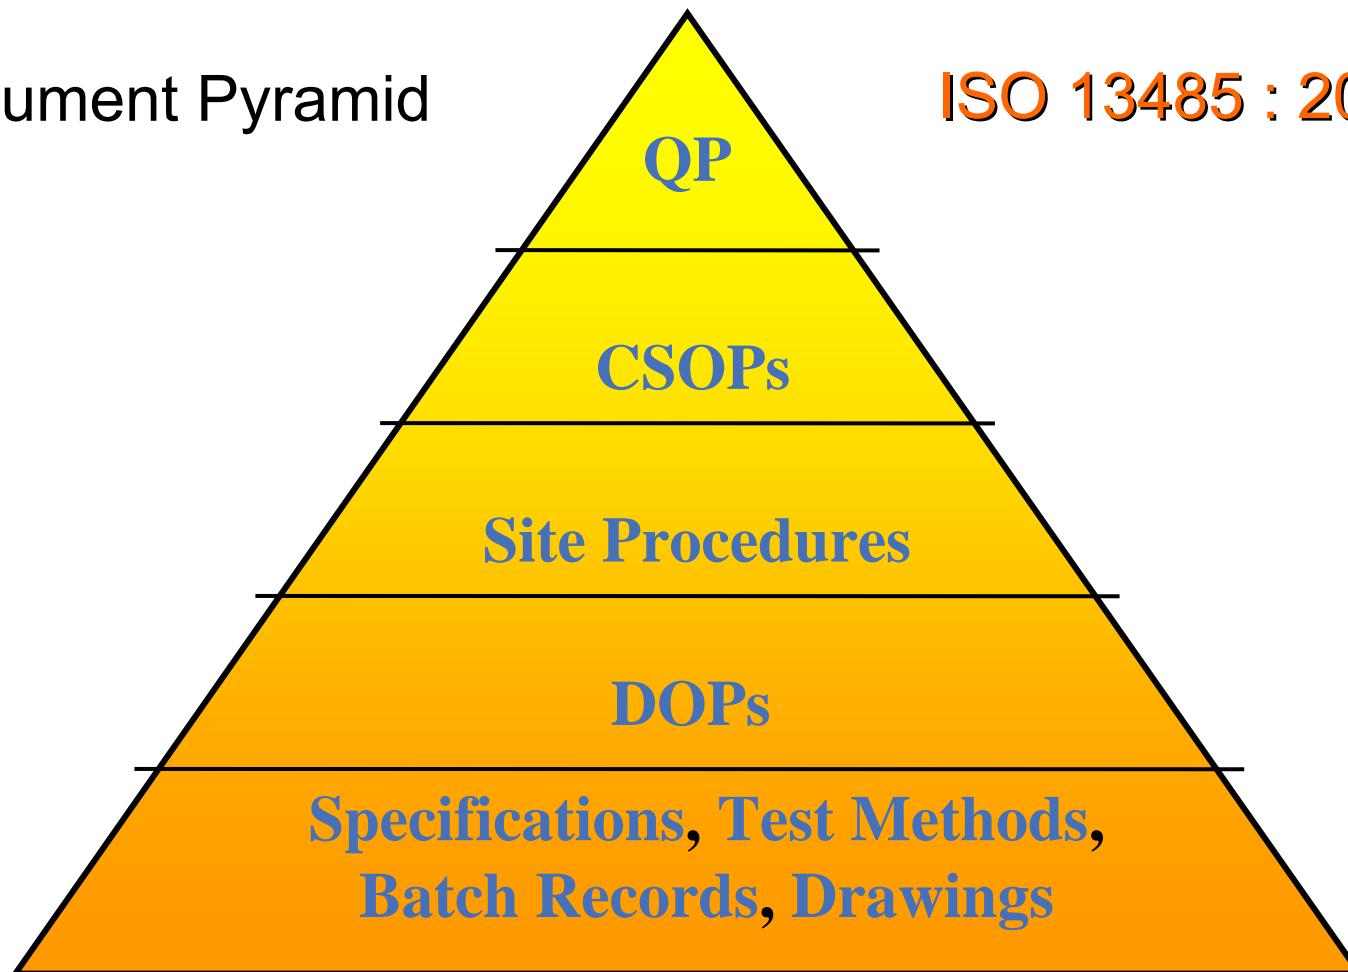 ument Pyramid
ISO 13485 : 20
QP
CSOPs
Site Procedures
DOPs
Specifications, Test Methods,
Batch Records, Drawings